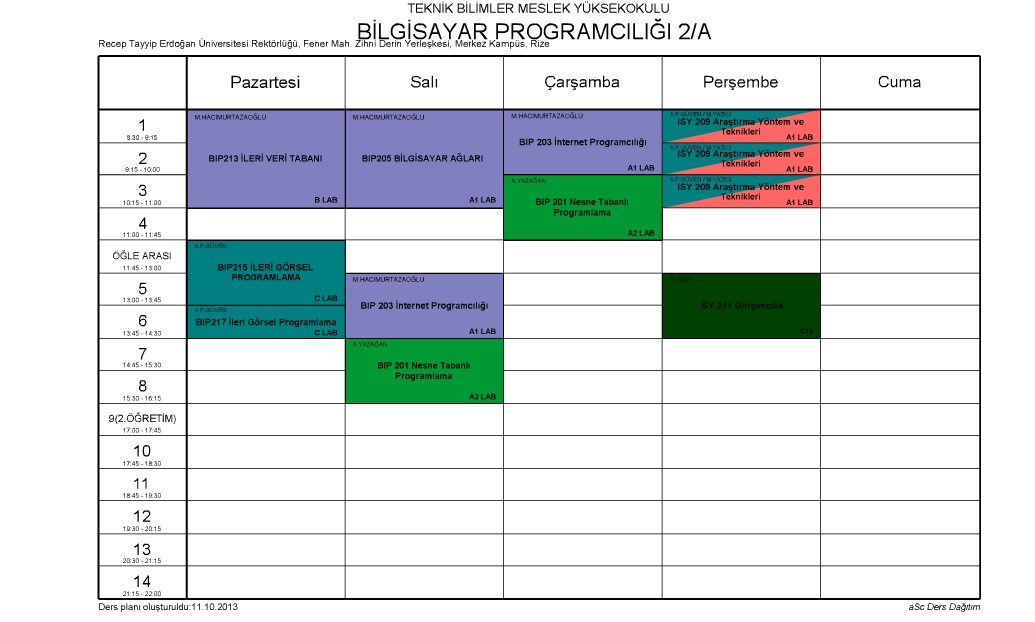 TEKNİK BİLİMLER MESLEK YÜKSEKOKULU
BİLGİSAYAR PROGRAMCILIĞI 2/A
Recep Tayyip Erdoğan Üniversitesi Rektörlüğü, Fener Mah. Zihni Derin Yerleşkesi, Merkez Kampüs, Rize
Pazartesi Salı Çarşamba Perşembe Cuma
1
8:30 - 9:15
2
9:15 - 10:00
3
10:15 - 11:00
4
11:00 - 11:45
ÖĞLE ARASI
11:45 - 13:00
5
13:00 - 13:45
6
13:45 - 14:30
7
14:45 - 15:30
8
15:30 - 16:15
9(2.ÖĞRETİM)
17:00 - 17:45
10
17:45 - 18:30
11
18:45 - 19:30
12
19:30 - 20:15
13
20:30 - 21:15
14
21:15 - 22:00
M.HACIMURTAZAOĞLU
BIP213 İLERİ VERİ TABANI
B LAB
A.F.GÜVEN
BIP215 İLERİ GÖRSEL
PROGRAMLAMA
C LAB
A.F.GÜVEN
BIP217 İleri Görsel Programlama
C LAB
M.HACIMURTAZAOĞLU
BIP205 BİLGİSAYAR AĞLARI
A1 LAB
M.HACIMURTAZAOĞLU
BIP 203 İnternet Programcılığı
A1 LAB
A.YAZAĞAN
BIP 201 Nesne Tabanlı
Programlama
A2 LAB
M.HACIMURTAZAOĞLU
BIP 203 İnternet Programcılığı
A1 LAB
A.YAZAĞAN
BIP 201 Nesne Tabanlı
Programlama
A2 LAB
A.F.GÜVEN / M.YAZICI
ISY 209 Araştırma Yöntem ve
Teknikleri
A1 LAB
A.F.GÜVEN / M.YAZICI
ISY 209 Araştırma Yöntem ve
Teknikleri
A1 LAB
A.F.GÜVEN / M.YAZICI
ISY 209 Araştırma Yöntem ve
Teknikleri
A1 LAB
ISY 211 Girişimcilik
C12
Ders planı oluşturuldu:11.10.2013
aSc Ders Dağıtım